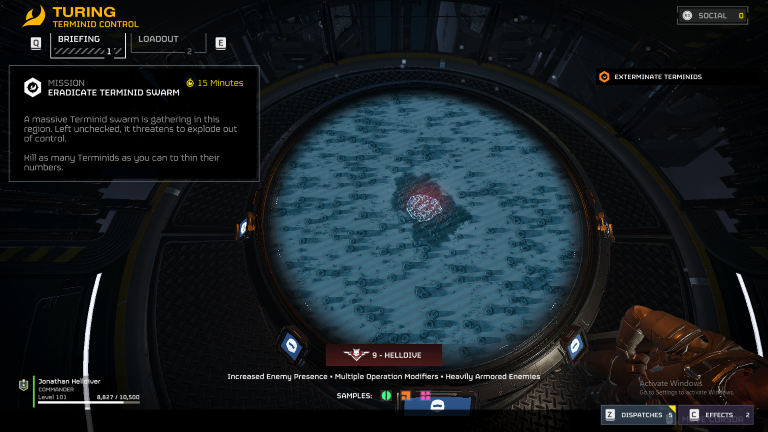 TURING
TERMINID CONTROL
SOCIAL 0
Q
BRIEFING
1
LOADOUT
2
E
MISSION
15 Minutes
ERADICATE TERMINID SWARM
EXTERMINATE TERMINIDS
A massive Terminid swarm is gathering in this
region. Left unchecked, it threatens to explode out
of control.
Kill as many Terminids as you can to thin their
numbers.
9 - HELLDIVE
Increased Enemy Presence • Multiple Operation Modifiers • Heavily Armored Enemies
SAMPLES:
Jonathan Helldiver
COMMANDER
Level 101
8,827 / 10,500
Activate Windows
Go to Settings to activate Windows.
Z DISPATCHES 5
C EFFECTS 2